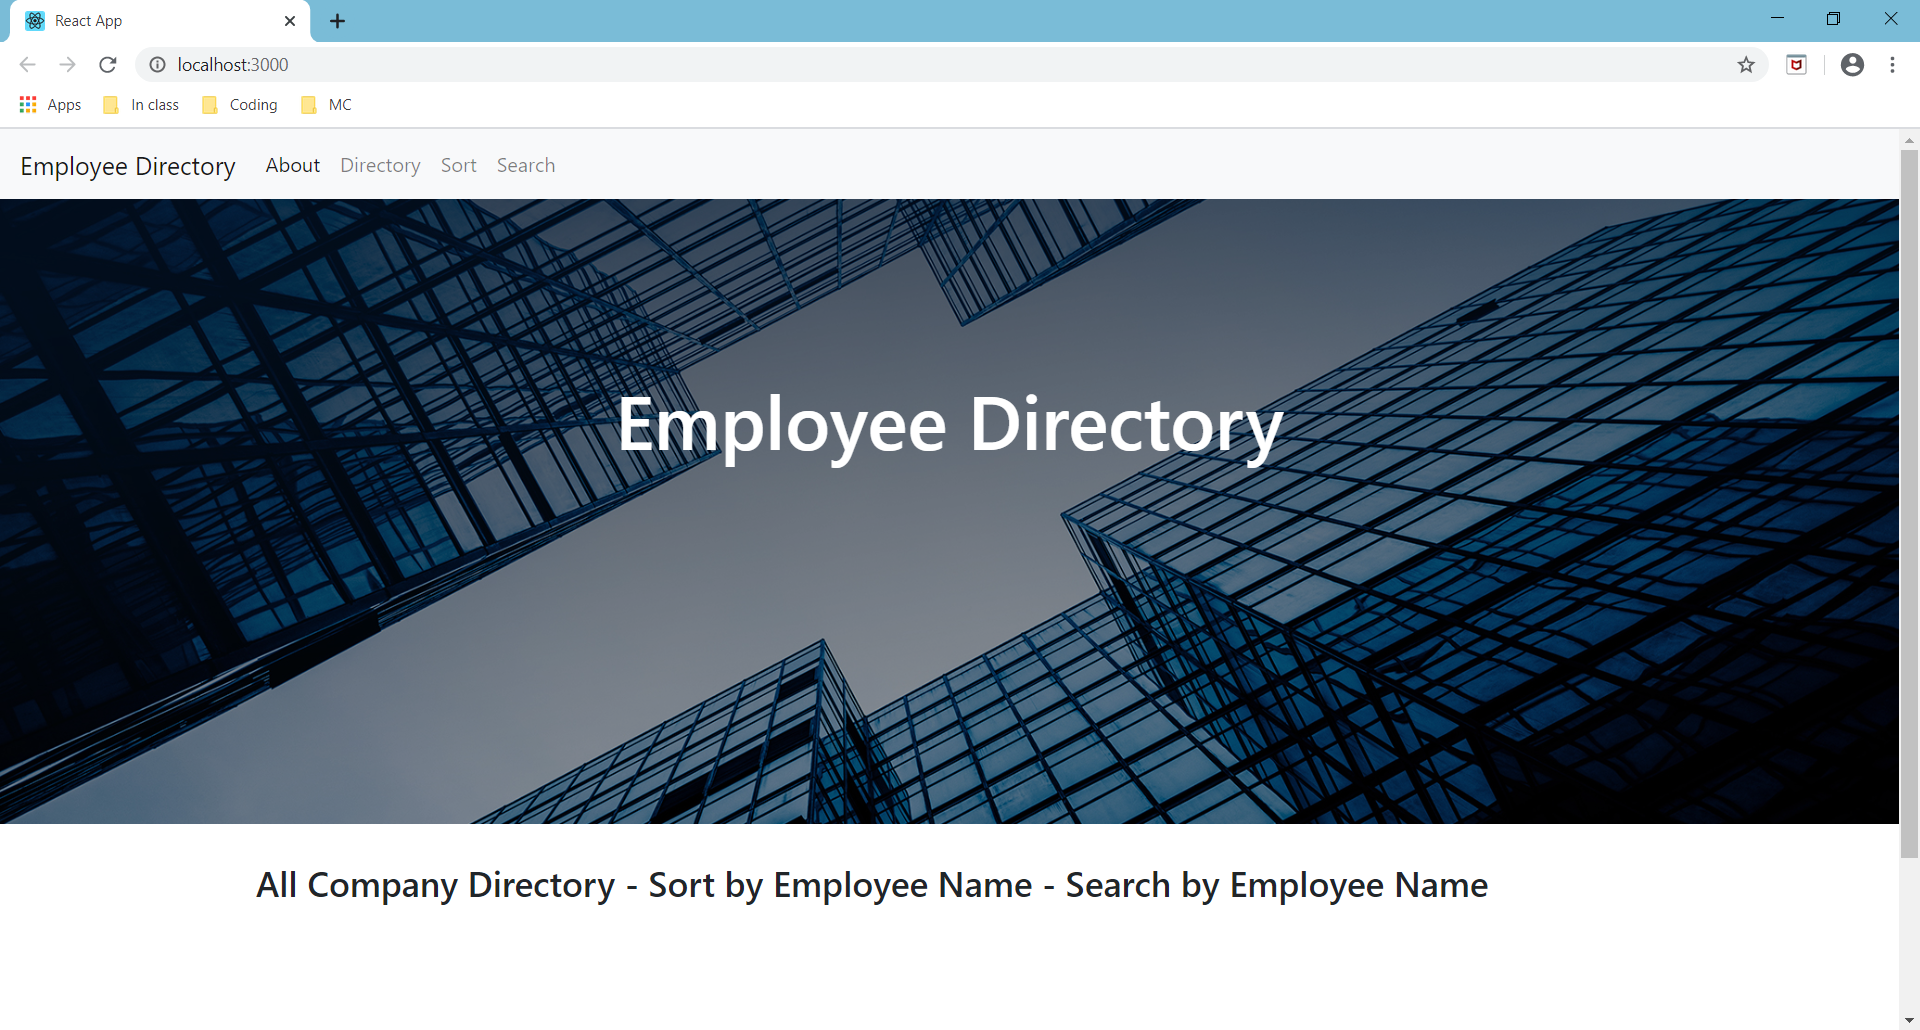 React App
localhost:3000
Apps In class Coding MC
Employee Directory About Directory Sort Search
Employee Directory
All Company Directory - Sort by Employee Name - Search by Employee Name